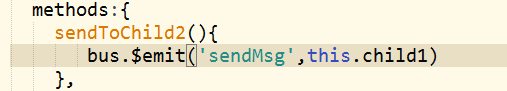 methods:{
sendToChild2(){
bus.$emit('sendMsg',this.child1)
},